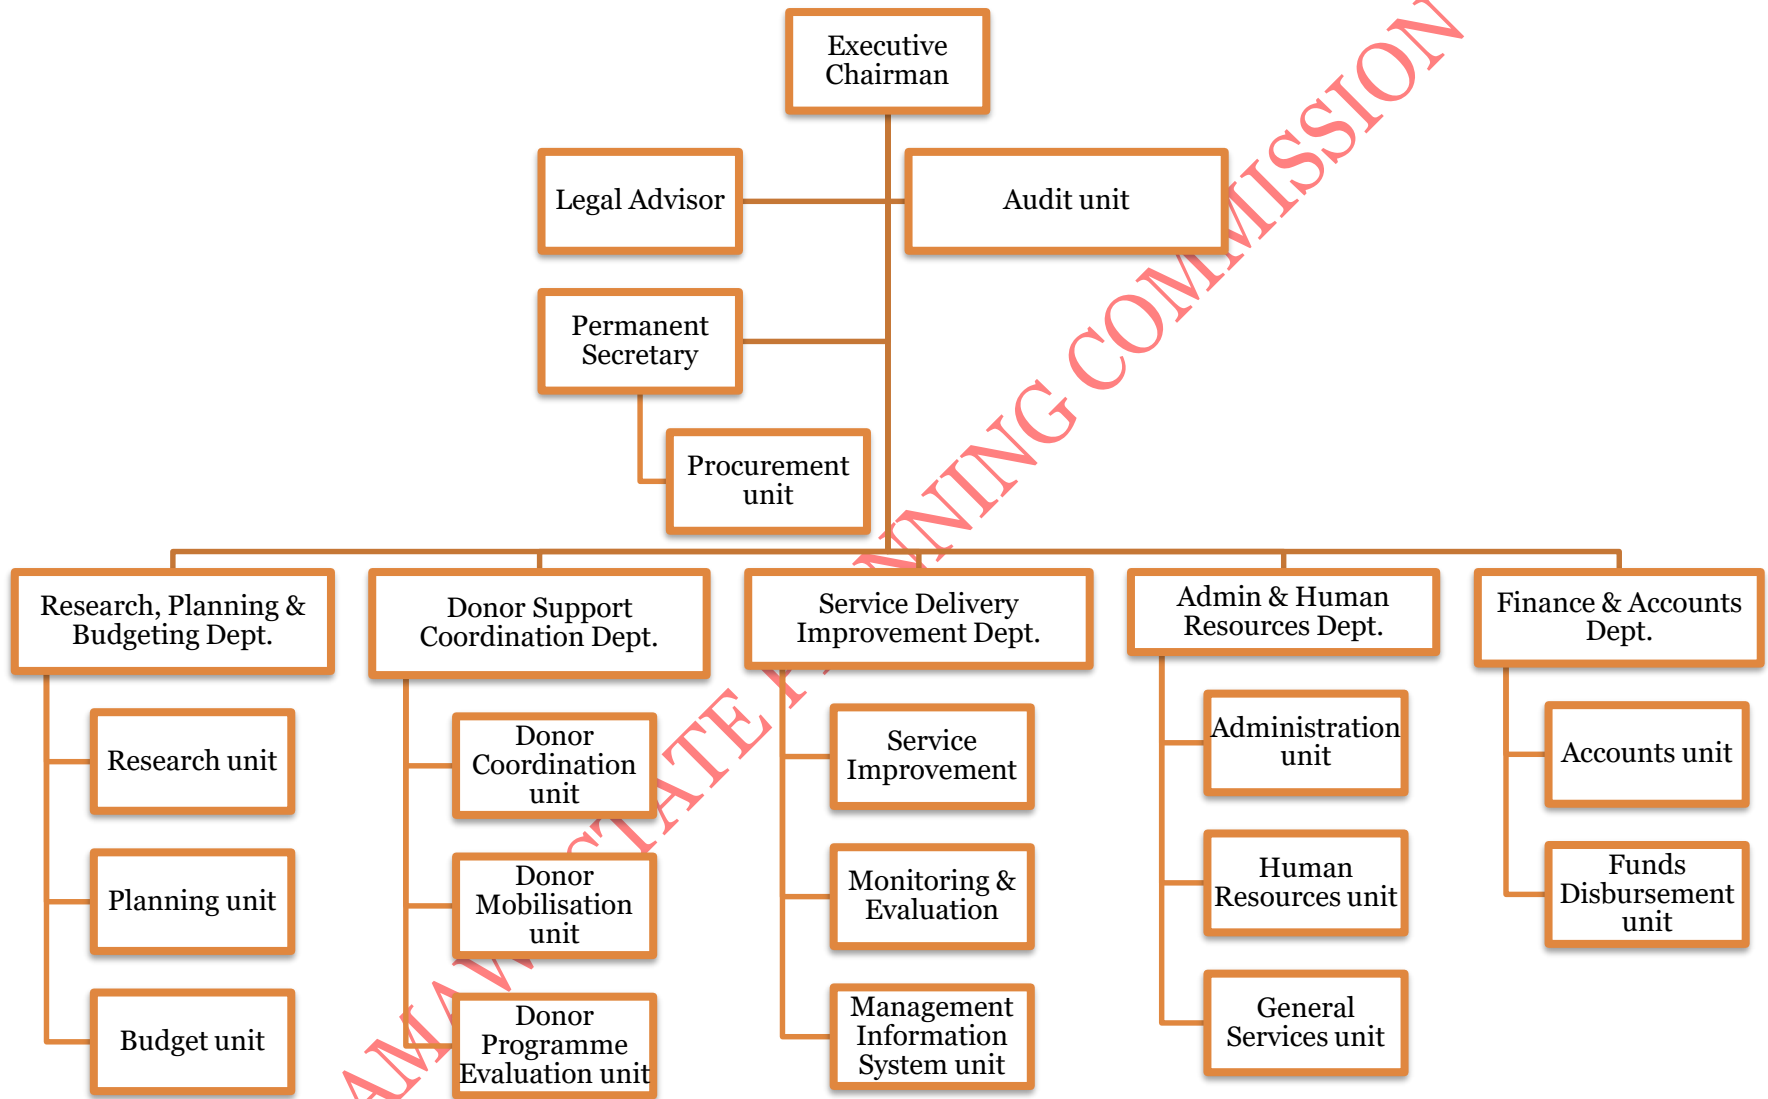 Executive
Chairman
Legal Advisor
Audit unit
Permanent
Secretary
Procurement
unit
Research, Planning &
Budgeting Dept.
Donor Support
Coordination Dept.
Service Delivery
Improvement Dept.
Admin & Human
Resources Dept.
Finance & Accounts
Dept.
Research unit
Planning unit
Budget unit
Donor
Coordination
unit
Donor
Mobilisation
unit
Donor
Programme
Evaluation unit
Service
Improvement
Monitoring &
Evaluation
Management
Information
System unit
Administration
unit
Human
Resources unit
General
Services unit
Accounts unit
Funds
Disbursement
unit
COMMISSION